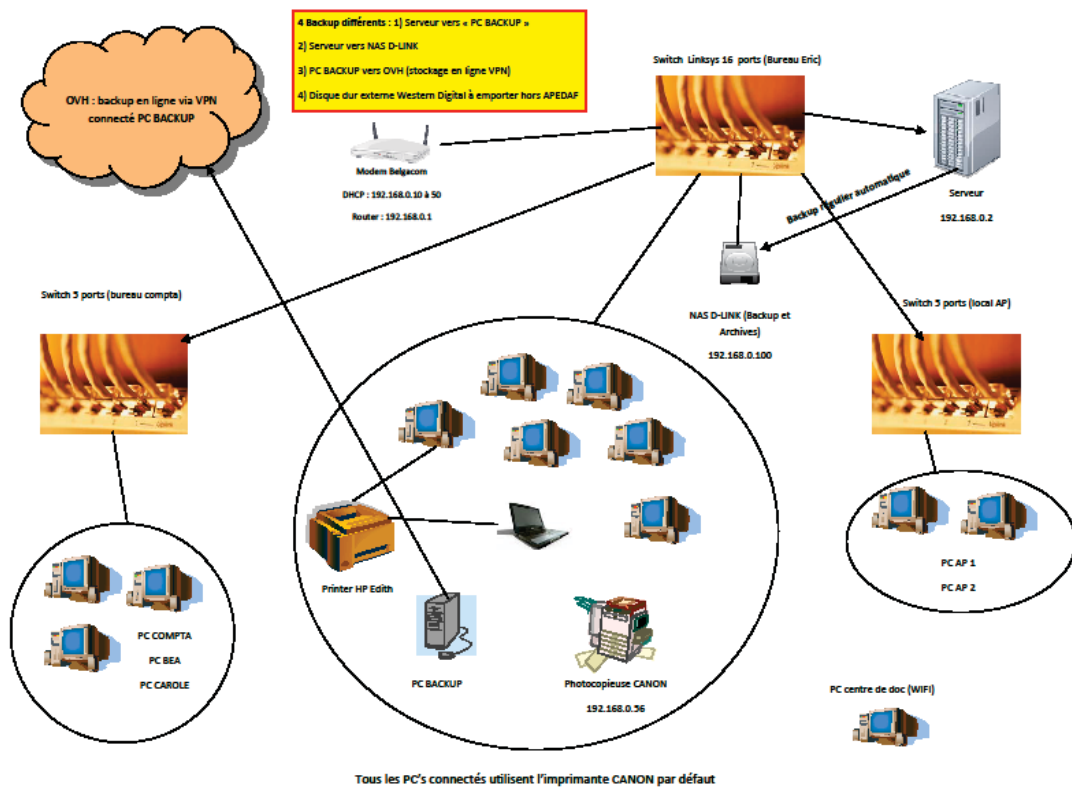 4 Backup différents : 1) Serveur vers « PC BACKUP »
2) Serveur vers NAS D-LINK
3) PC BACKUP vers OVH (stockage en ligne VPN)
4) Disque dur externe Western Digital à emporter hors APEDAF
OVH : backup en ligne via VPN
connecté PC BACKUP
Switch Linksys 16 ports (Bureau Eric)
Modem Belgacom
DHCP : 192.168.0.10 à 50
Router : 192.168.0.1
Serveur
192.168.0.2
Backup régulier automatique
NAS D-LINK (Backup et
Archives)
192.168.0.100
Switch 5 ports (bureau compta)
Switch 5 ports (local AP)
Printer HP Edith
PC BACKUP
Photocopieuse CANON
192.168.0.56
PC COMPTA
PC BEA
PC CAROLE
PC AP 1
PC AP 2
PC centre de doc (WIFI)
Tous les PC's connectés utilisent l'imprimante CANON par défaut